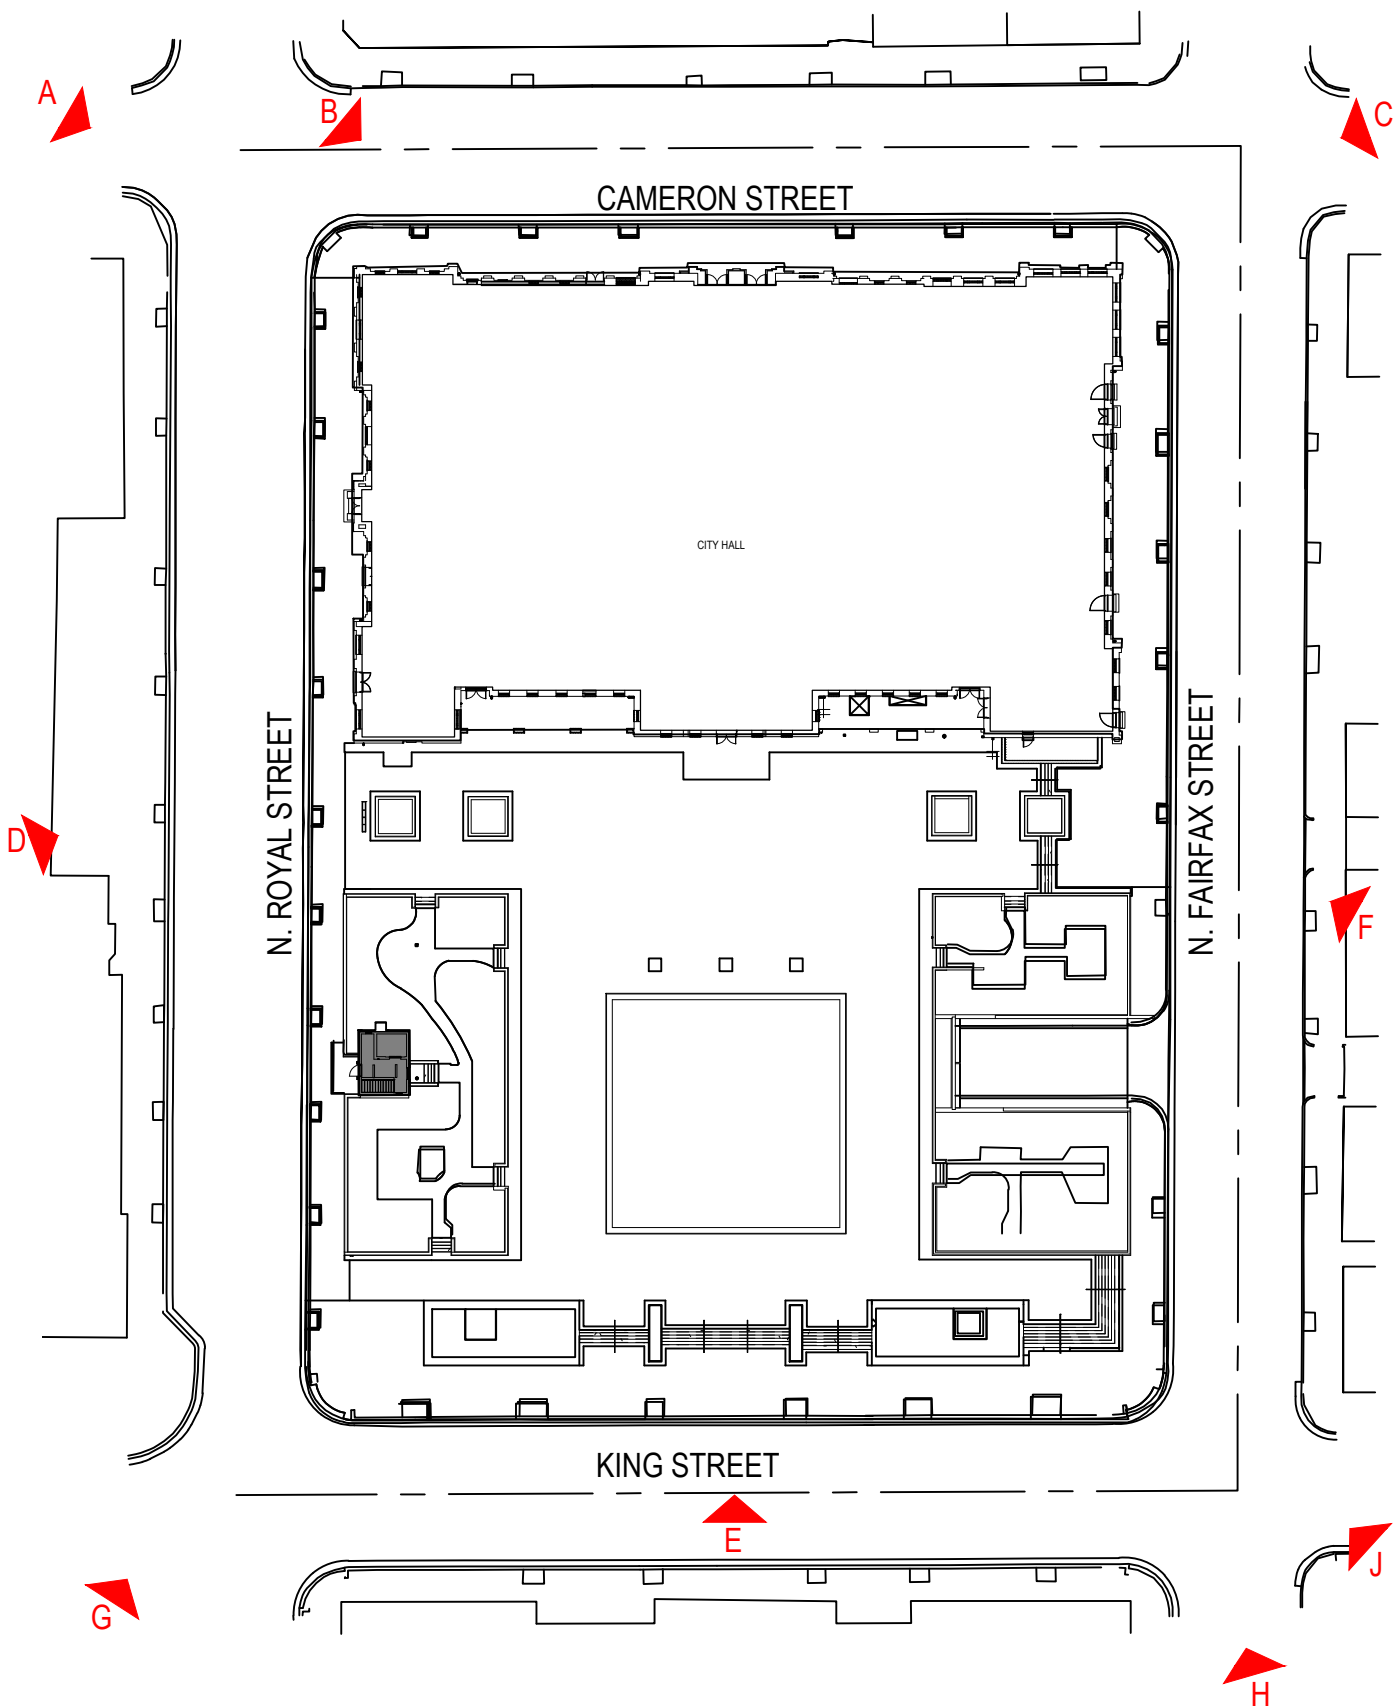 A
B
C
CAMERON STREET
CITY HALL
N. ROYAL STREET
N. FAIRFAX STREET
D
F
KING STREET
E
G
J
H